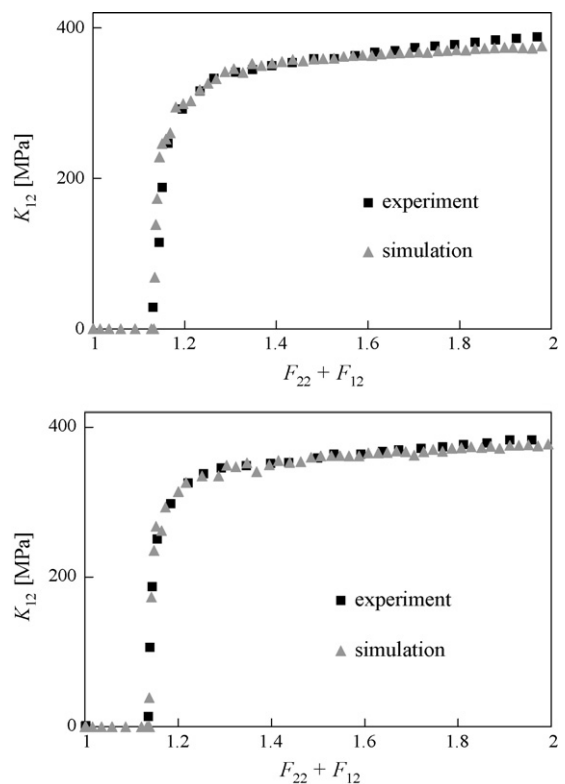 400
200
0
K₁₂ [MPa]
experiment
simulation
1 1.2 1.4 1.6 1.8 2
F₂₂ + F₁₂
400
200
0
K₁₂ [MPa]
experiment
simulation
1 1.2 1.4 1.6 1.8 2
F₂₂ + F₁₂